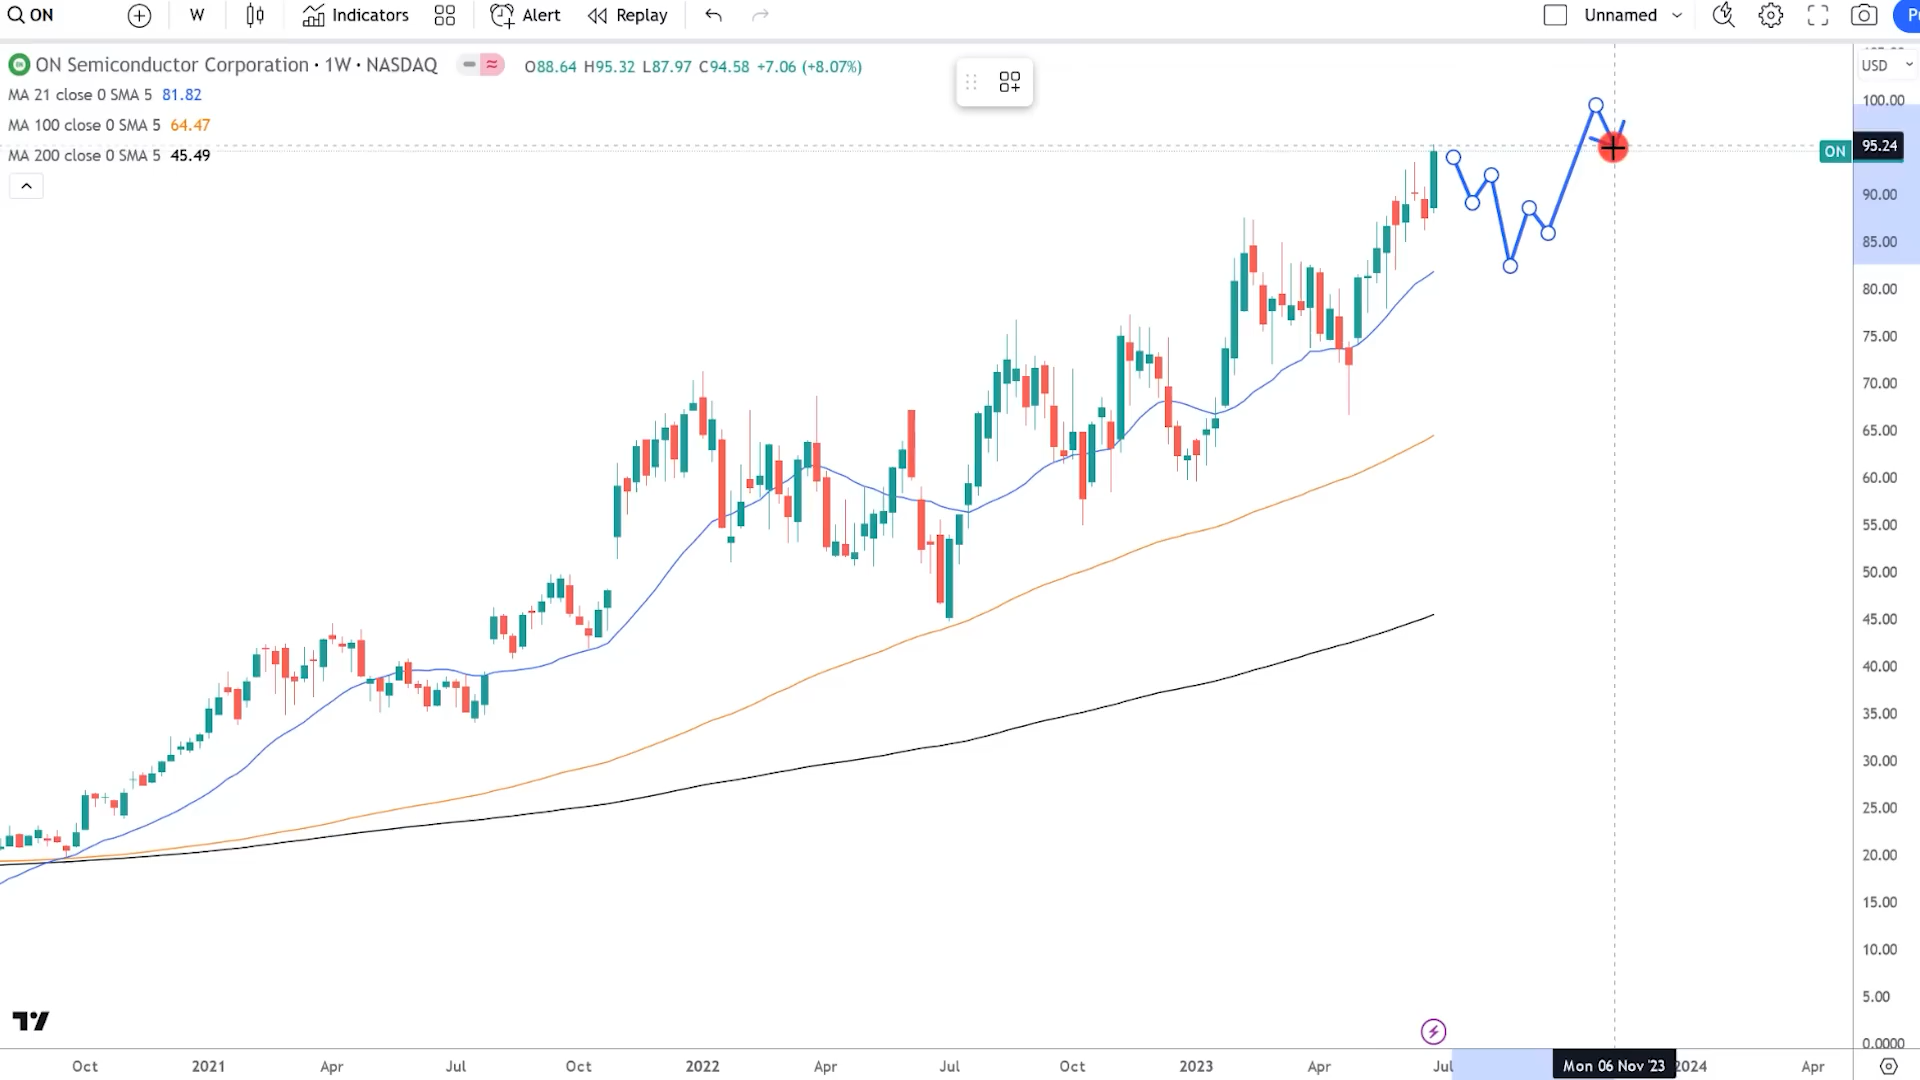 ON
W
Indicators
Alert
Replay
Unnamed
ON Semiconductor Corporation · 1W · NASDAQ
O88.64 H95.32 L87.97 C94.58 +7.06 (+8.07%)
USD
MA 21 close 0 SMA 5 81.82
MA 100 close 0 SMA 5 64.47
MA 200 close 0 SMA 5 45.49
100.00
ON
95.24
90.00
85.00
80.00
75.00
70.00
65.00
60.00
55.00
50.00
45.00
40.00
35.00
30.00
25.00
20.00
15.00
10.00
5.00
0.0000
Oct 2021 Apr Jul Oct 2022 Apr Jul Oct 2023 Apr Jul Mon 06 Nov '23 2024 Apr